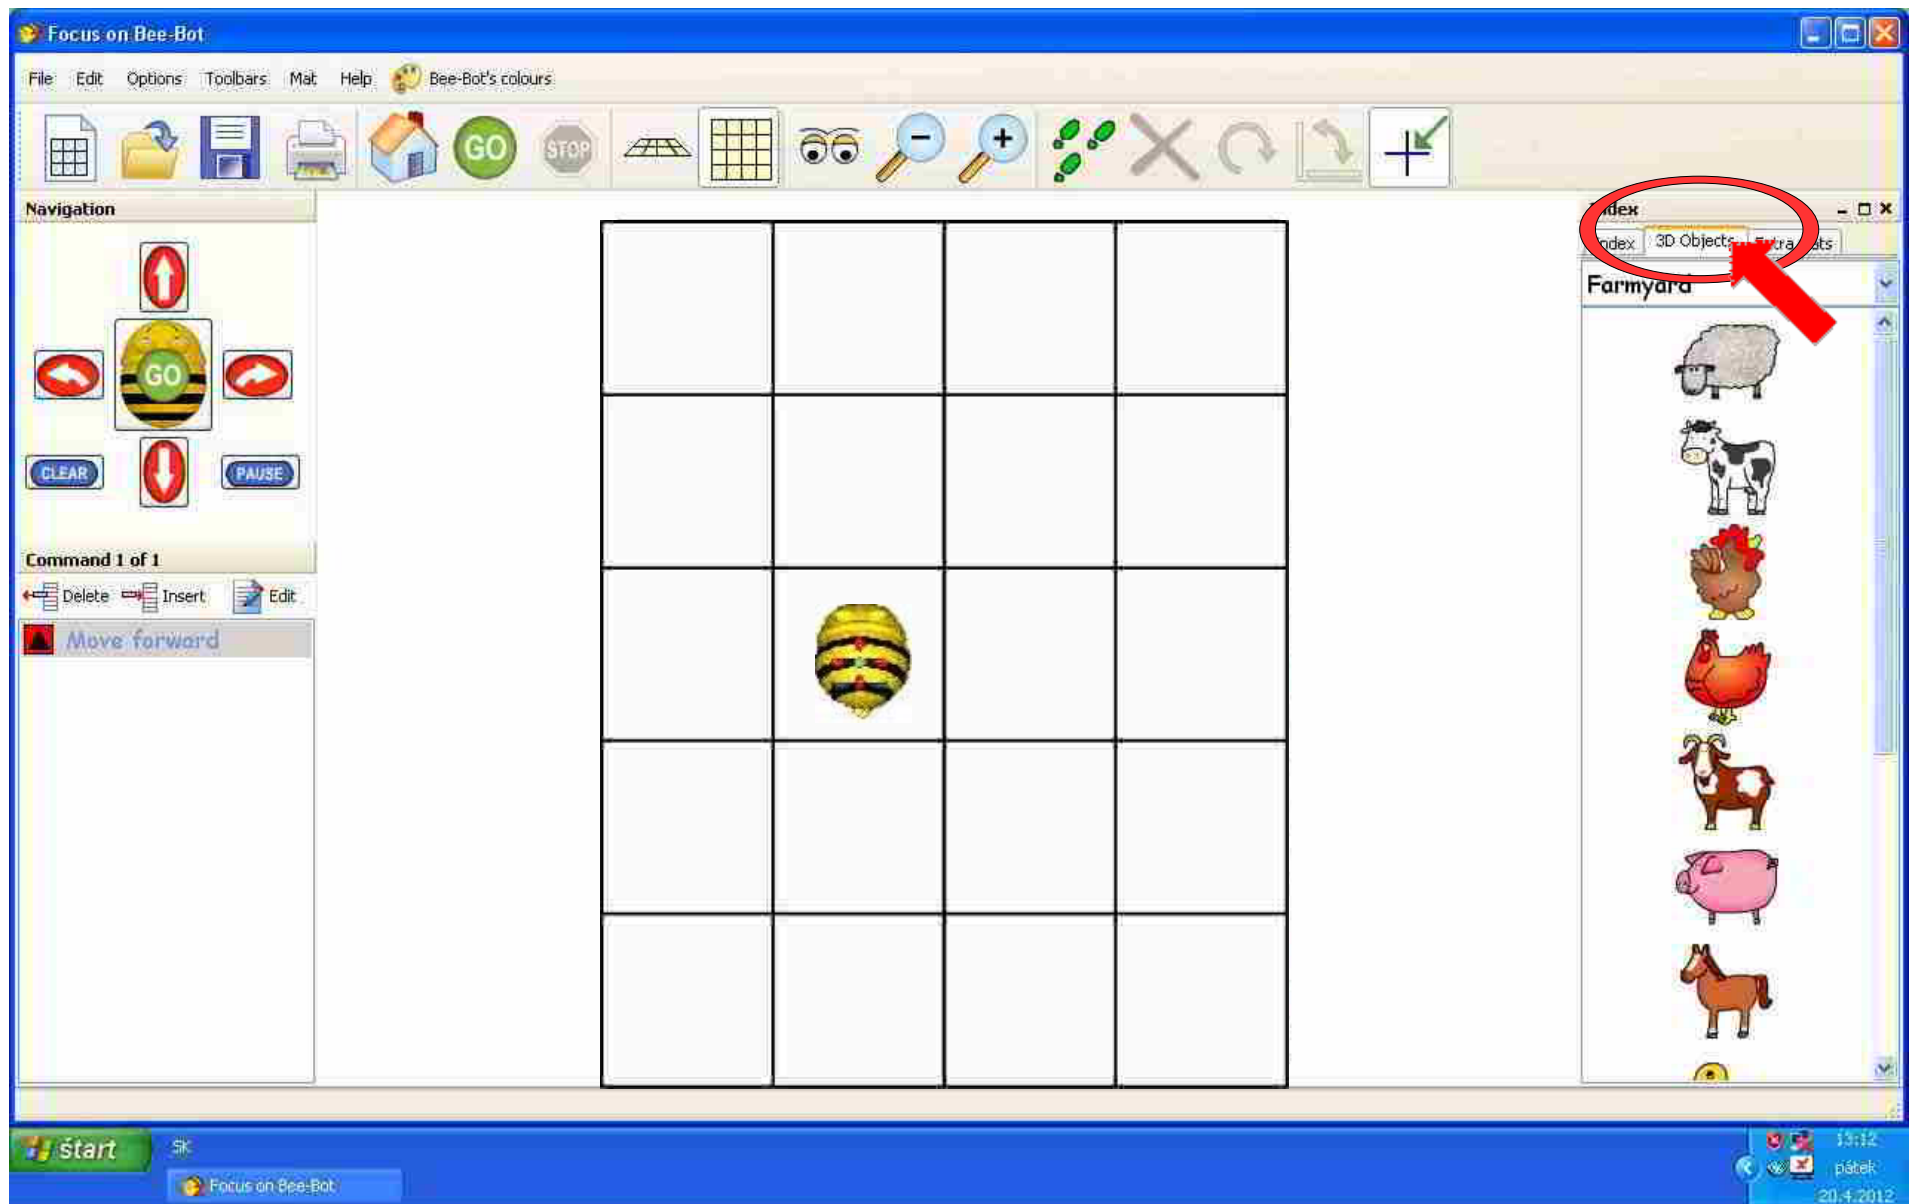 Focus on Bee-Bot
File Edit Options Toolbars Mat Help Bee-Bot's colours
GO STOP
Navigation
GO
CLEAR PAUSE
Command 1 of 1
Delete Insert Edit
Move forward
3D Objects
Farmyard
štart
SK
Focus on Bee-Bot
13:12
pátek
20.4.2012